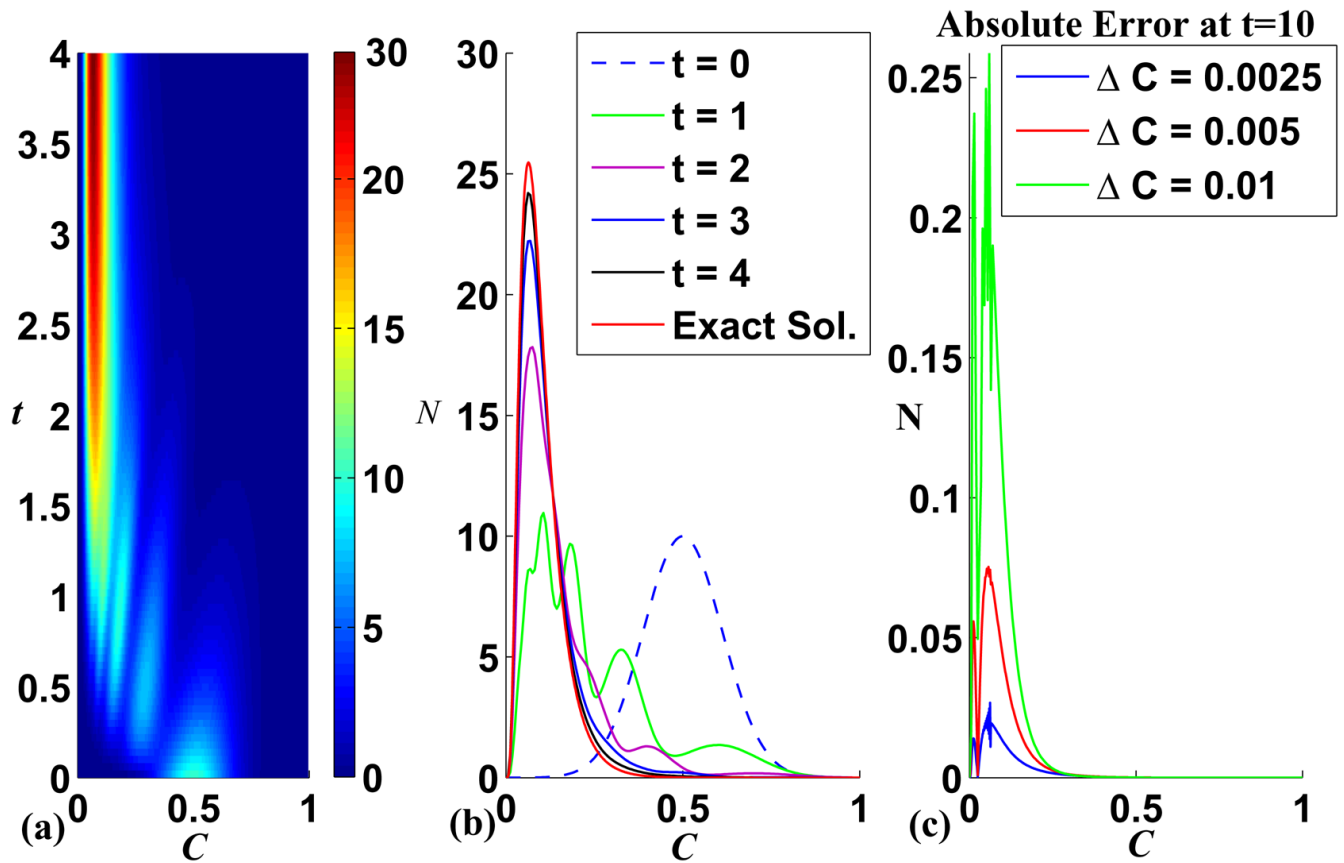 4
3.5
3
2.5
t
2
1.5
1
0.5
0
0
0.5
1
(a)
C
30
20
15
10
5
0
N
30
25
20
15
10
5
0
0
0.5
1
(b)
C
t = 0
t = 1
t = 2
t = 3
t = 4
Exact Sol.
Absolute Error at t=10
0.25
0.2
0.15
N
0.1
0.05
0
0
0.5
1
(c)
C
Δ C = 0.0025
Δ C = 0.005
Δ C = 0.01